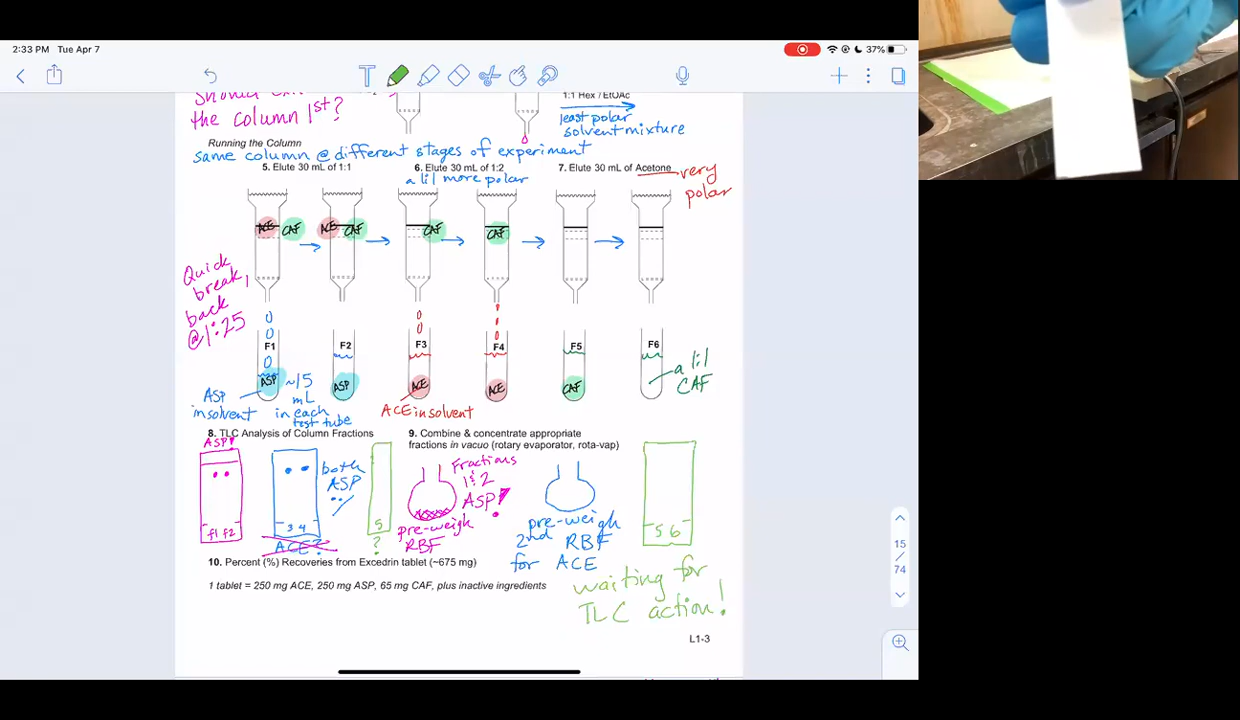 2:33 PM Tue Apr 7
37%
the column 1st?
1:1 Hex / EtOAc
least polar
solvent mixture
Running the Column
same column @ different stages of experiment
5. Elute 30 mL of 1:1
6. Elute 30 mL of 1:2
a lil more polar
7. Elute 30 mL of Acetone
very
polar
ACE CAF
ACE CAF
CAF
CAF
Quick
break,
back
@ 1:25
F1
F2
F3
F4
F5
F6
ASP
ASP
ACE
ACE
CAF
a lil
CAF
ASP
insolvent
~15
mL
in each
test tube
ACE insolvent
8. TLC Analysis of Column Fractions
9. Combine & concentrate appropriate
fractions in vacuo (rotary evaporator, rota-vap)
ASP!
f1 f2
3 4
both
ASP
ACE?
5
?
Fractions
1 & 2
ASP!
pre-weigh
RBF
pre-weigh
2nd RBF
for ACE
5 6
10. Percent (%) Recoveries from Excedrin tablet (~675 mg)
1 tablet = 250 mg ACE, 250 mg ASP, 65 mg CAF, plus inactive ingredients
waiting for
TLC action!
L1-3
15
/
74